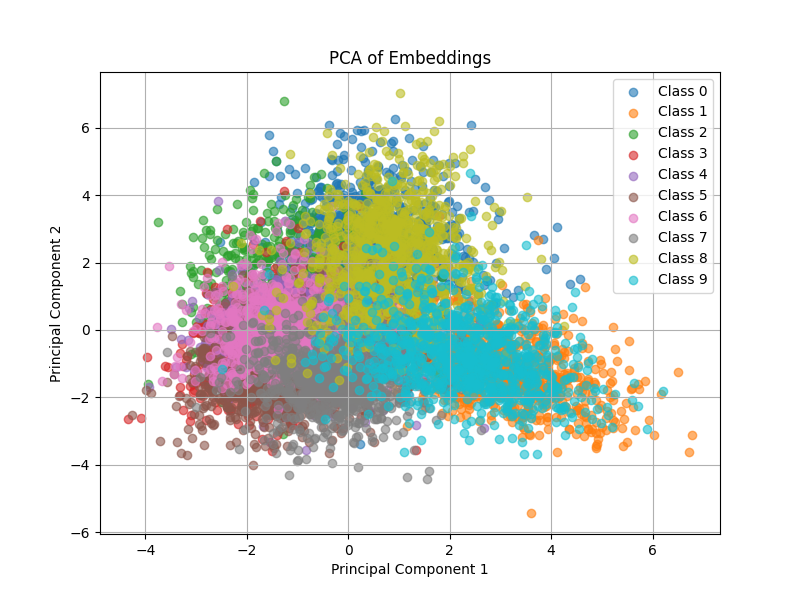 PCA of Embeddings
Class 0
Class 1
Class 2
Class 3
Class 4
Class 5
Class 6
Class 7
Class 8
Class 9
Principal Component 2
6
4
2
0
−2
−4
−6
−4
−2
0
2
4
6
Principal Component 1